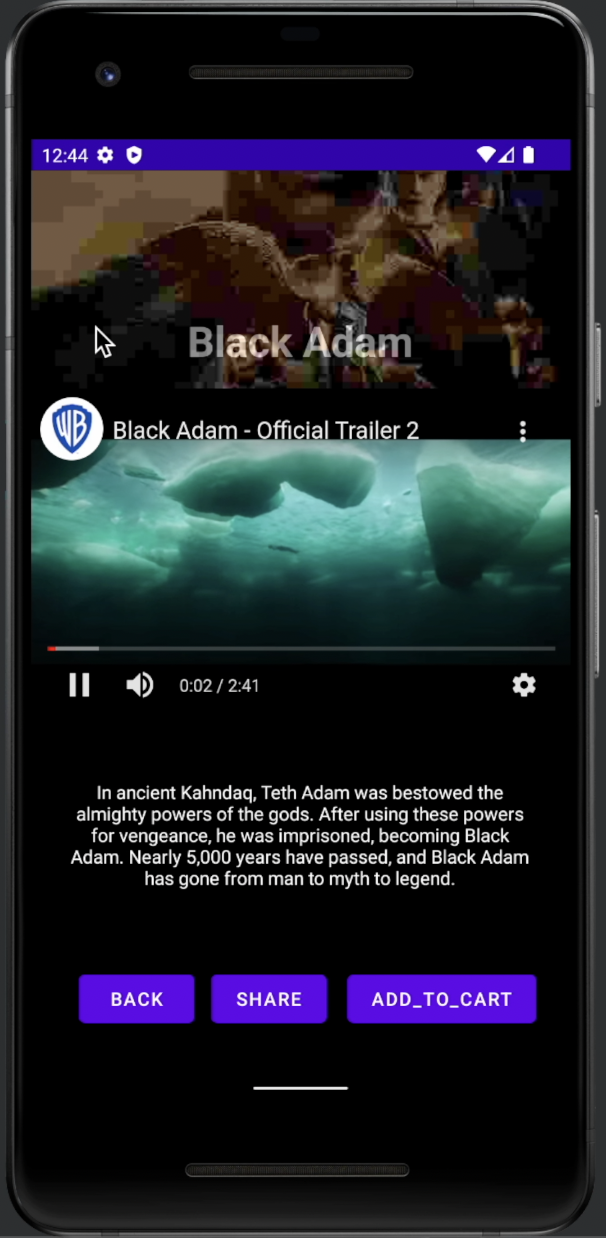 12:44
Black Adam
WB
Black Adam - Official Trailer 2
0:02 / 2:41
In ancient Kahndaq, Teth Adam was bestowed the
almighty powers of the gods. After using these powers
for vengeance, he was imprisoned, becoming Black
Adam. Nearly 5,000 years have passed, and Black Adam
has gone from man to myth to legend.
BACK SHARE ADD_TO_CART